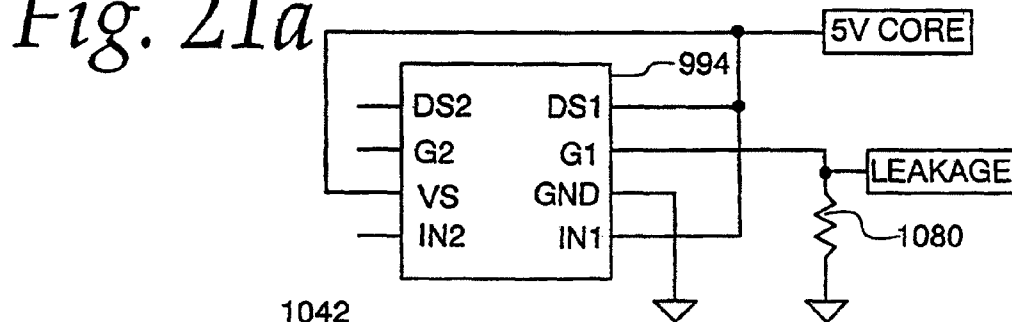 Fig. 21a
5V CORE
994
DS2 DS1
G2 G1
LEAKAGE
VS GND
IN2 IN1
1080
1042